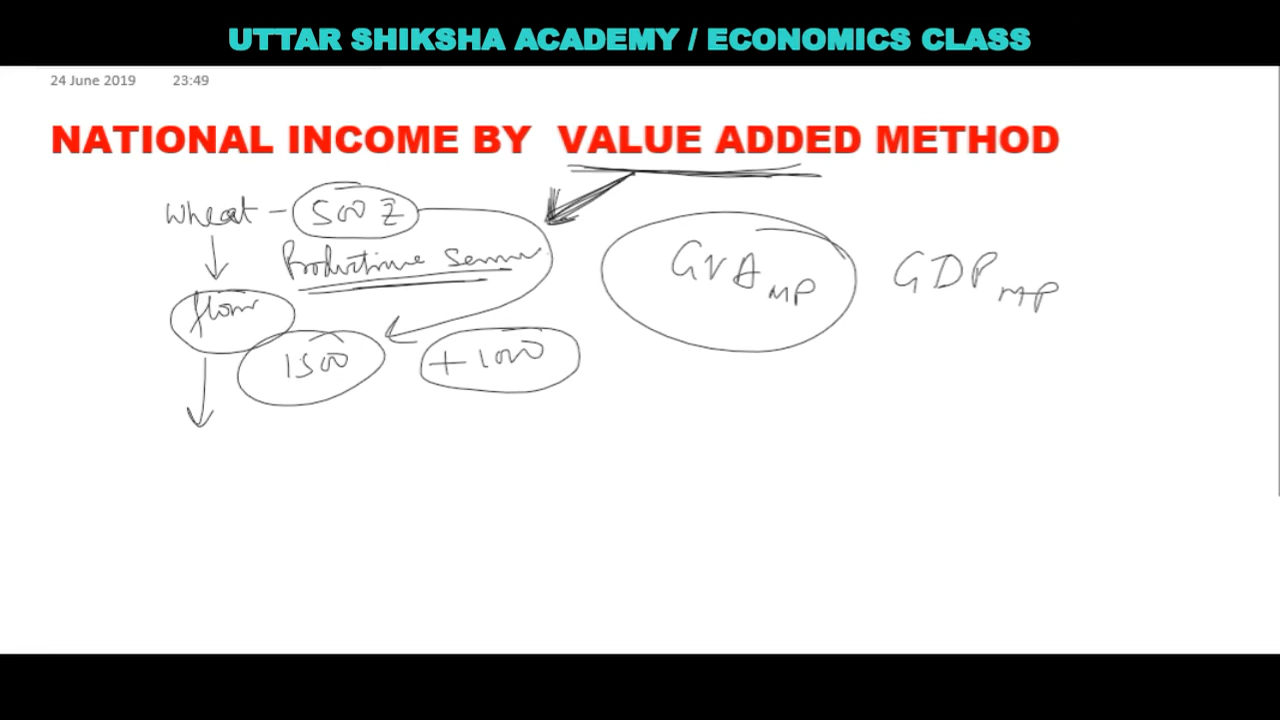 UTTAR SHIKSHA ACADEMY / ECONOMICS CLASS
24 June 2019 23:49
NATIONAL INCOME BY VALUE ADDED METHOD
wheat - 500
Productive
flour
1500 + 1000
GVA MP GDP MP